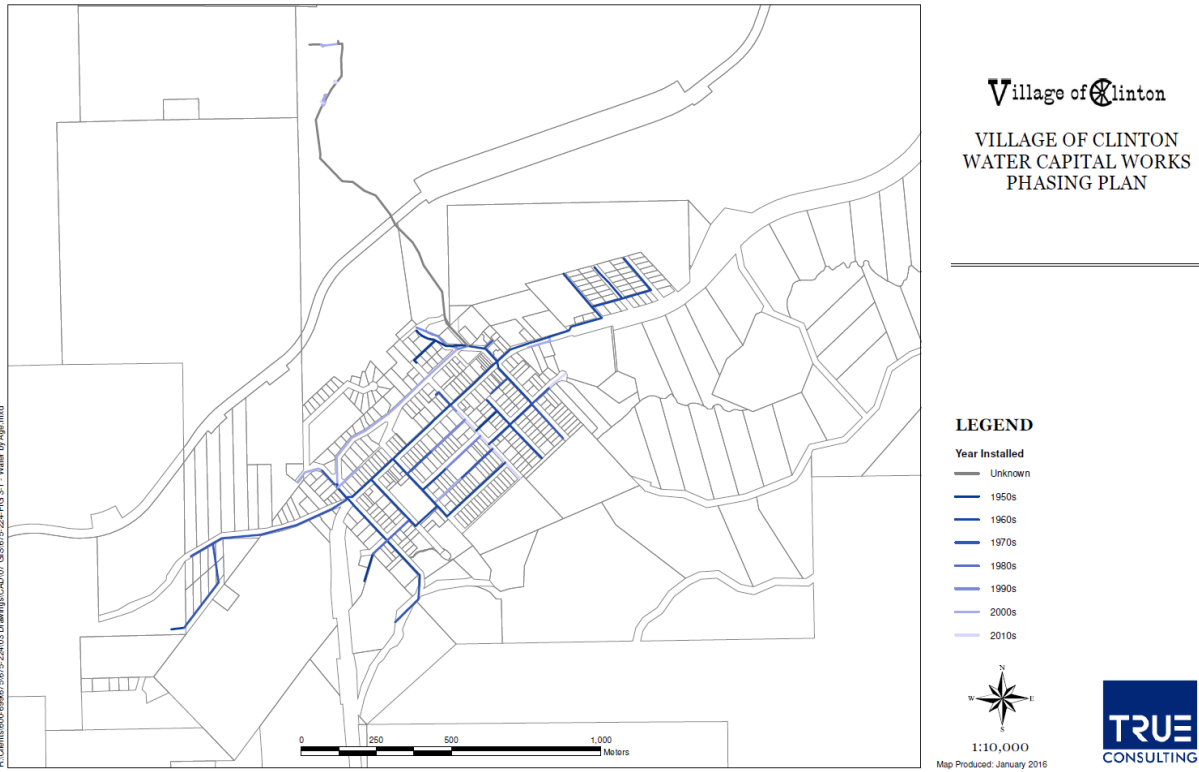 Village of Clinton
VILLAGE OF CLINTON
WATER CAPITAL WORKS
PHASING PLAN
LEGEND
Year Installed
Unknown
1950s
1960s
1970s
1980s
1990s
2000s
2010s
N
W E
S
1:10,000
Map Produced: January 2016
TRUE
CONSULTING
0 250 500 1,000
Meters